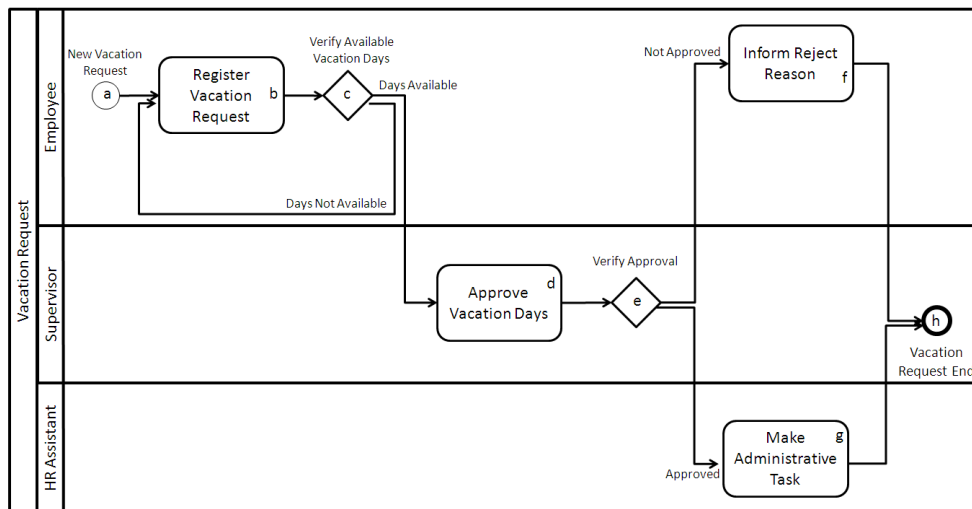 Vacation Request
Employee
Supervisor
HR Assistant
New Vacation
Request
a
Register
Vacation
Request
b
Verify Available
Vacation Days
c
Days Available
Days Not Available
Approve
Vacation Days
d
Verify Approval
e
Not Approved
Inform Reject
Reason
f
Approved
Make
Administrative
Task
g
h
Vacation
Request End